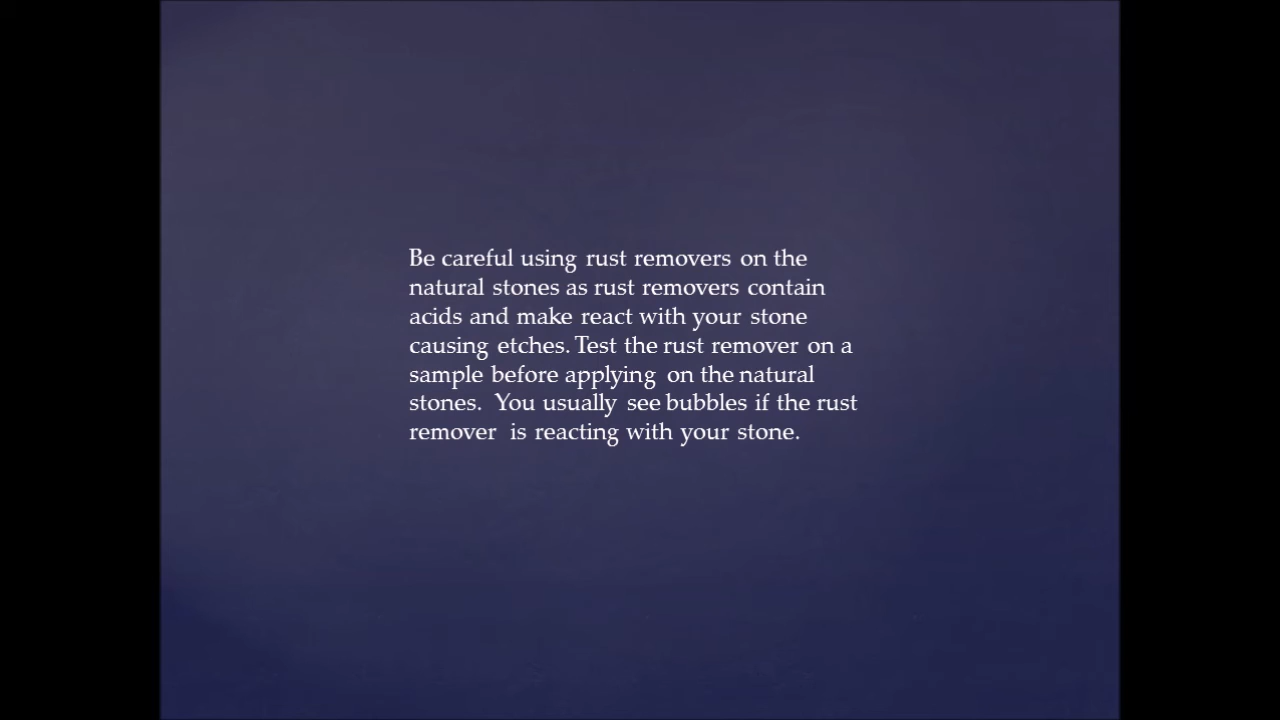 Be careful using rust removers on the
natural stones as rust removers contain
acids and make react with your stone
causing etches. Test the rust remover on a
sample before applying on the natural
stones. You usually see bubbles if the rust
remover is reacting with your stone.